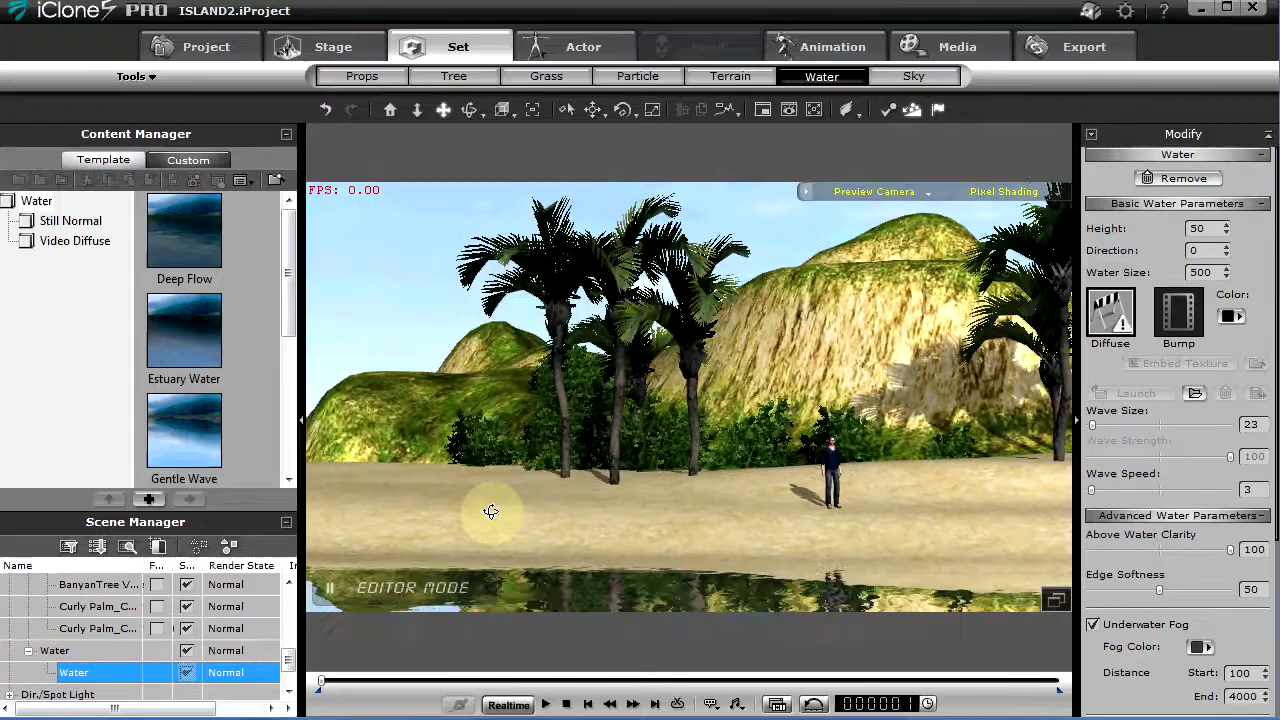 iClone5 PRO ISLAND2.iProject
Project Stage Set Actor Animation Media Export
Tools Props Tree Grass Particle Terrain Water Sky
Content Manager
Template Custom
Water
Still Normal
Video Diffuse
Deep Flow
Estuary Water
Gentle Wave
Scene Manager
Name F... S... Render State
BanyanTree V... Normal
Curly Palm_C... Normal
Curly Palm_C... Normal
Water Normal
Water Normal
Dir./Spot Light Normal
FPS: 0.00
Preview Camera Pixel Shading
EDITOR MODE
Realtime 00000 1
Modify
Water
Remove
Basic Water Parameters
Height: 50
Direction: 0
Water Size: 500
Color:
Diffuse Bump
Embed Texture
Launch
Wave Size:
23
Wave Strength:
100
Wave Speed:
3
Advanced Water Parameters
Above Water Clarity
100
Edge Softness
50
Underwater Fog
Fog Color:
Distance Start: 100
End: 4000